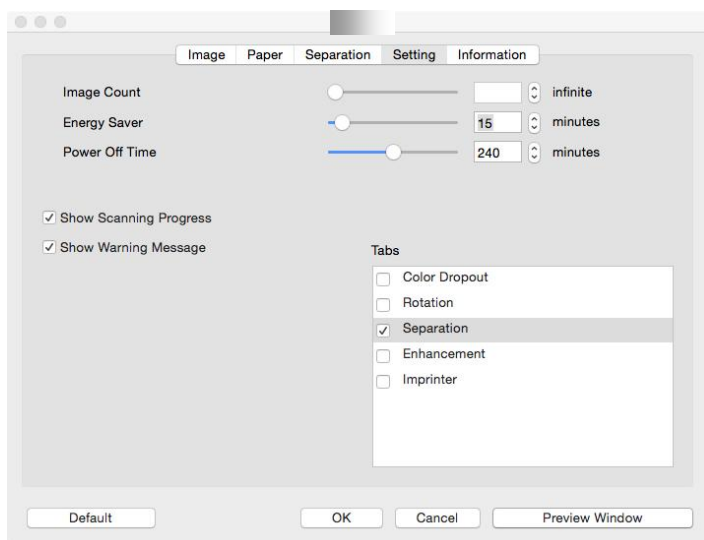 Image Paper Separation Setting Information
Image Count infinite
Energy Saver 15 minutes
Power Off Time 240 minutes
Show Scanning Progress
Show Warning Message
Tabs
Color Dropout
Rotation
Separation
Enhancement
Imprinter
Default OK Cancel Preview Window